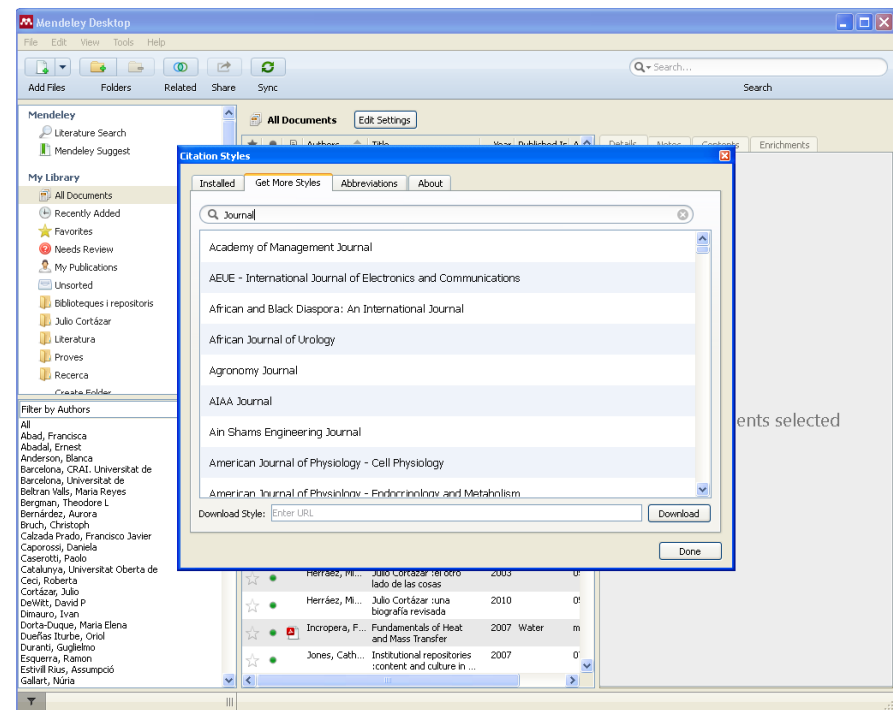 Mendeley Desktop
File Edit View Tools Help
Search...
Add Files Folders Related Share Sync Search
Mendeley
Literature Search
Mendeley Suggest
My Library
All Documents
Recently Added
Favorites
Needs Review
My Publications
Unsorted
Biblioteques i repositoris
Julio Cortázar
Literatura
Proves
Recerca
Create Folder
Filter by Authors
All
Abad, Francisca
Abadal, Ernest
Anderson, Blanca
Barcelona, CRAI. Universitat de
Barcelona, Universitat de
Beltran Valls, Maria Reyes
Bergman, Theodore L
Bernárdez, Aurora
Bruch, Christoph
Calzada Prado, Francisco Javier
Caporossi, Daniela
Caserotti, Paolo
Catalunya, Universitat Oberta de
Ceci, Roberta
Cortázar, Julio
DeWitt, David P
Dimauro, Ivan
Dorta-Duque, Maria Elena
Dueñas Iturbe, Oriol
Duranti, Guglielmo
Esquerra, Ramon
Estivill Rius, Assumpció
Gallart, Núria
All Documents Edit Settings
Authors Title Year Published In A
Details Notes Contents Enrichments
Citation Styles
Installed Get More Styles Abbreviations About
Journal
Academy of Management Journal
AEUE - International Journal of Electronics and Communications
African and Black Diaspora: An International Journal
African Journal of Urology
Agronomy Journal
AIAA Journal
Ain Shams Engineering Journal
American Journal of Physiology - Cell Physiology
American Journal of Physiology - Endocrinology and Metabolism
Download Style: Enter URL Download
Done
ents selected
Herráez, Mi... Julio Cortázar :el otro 2003
lado de las cosas
Herráez, Mi... Julio Cortázar :una 2010
biografía revisada
Incropera, F... Fundamentals of Heat 2007 Water m
and Mass Transfer
Jones, Cath... Institutional repositories 2007
:content and culture in ...